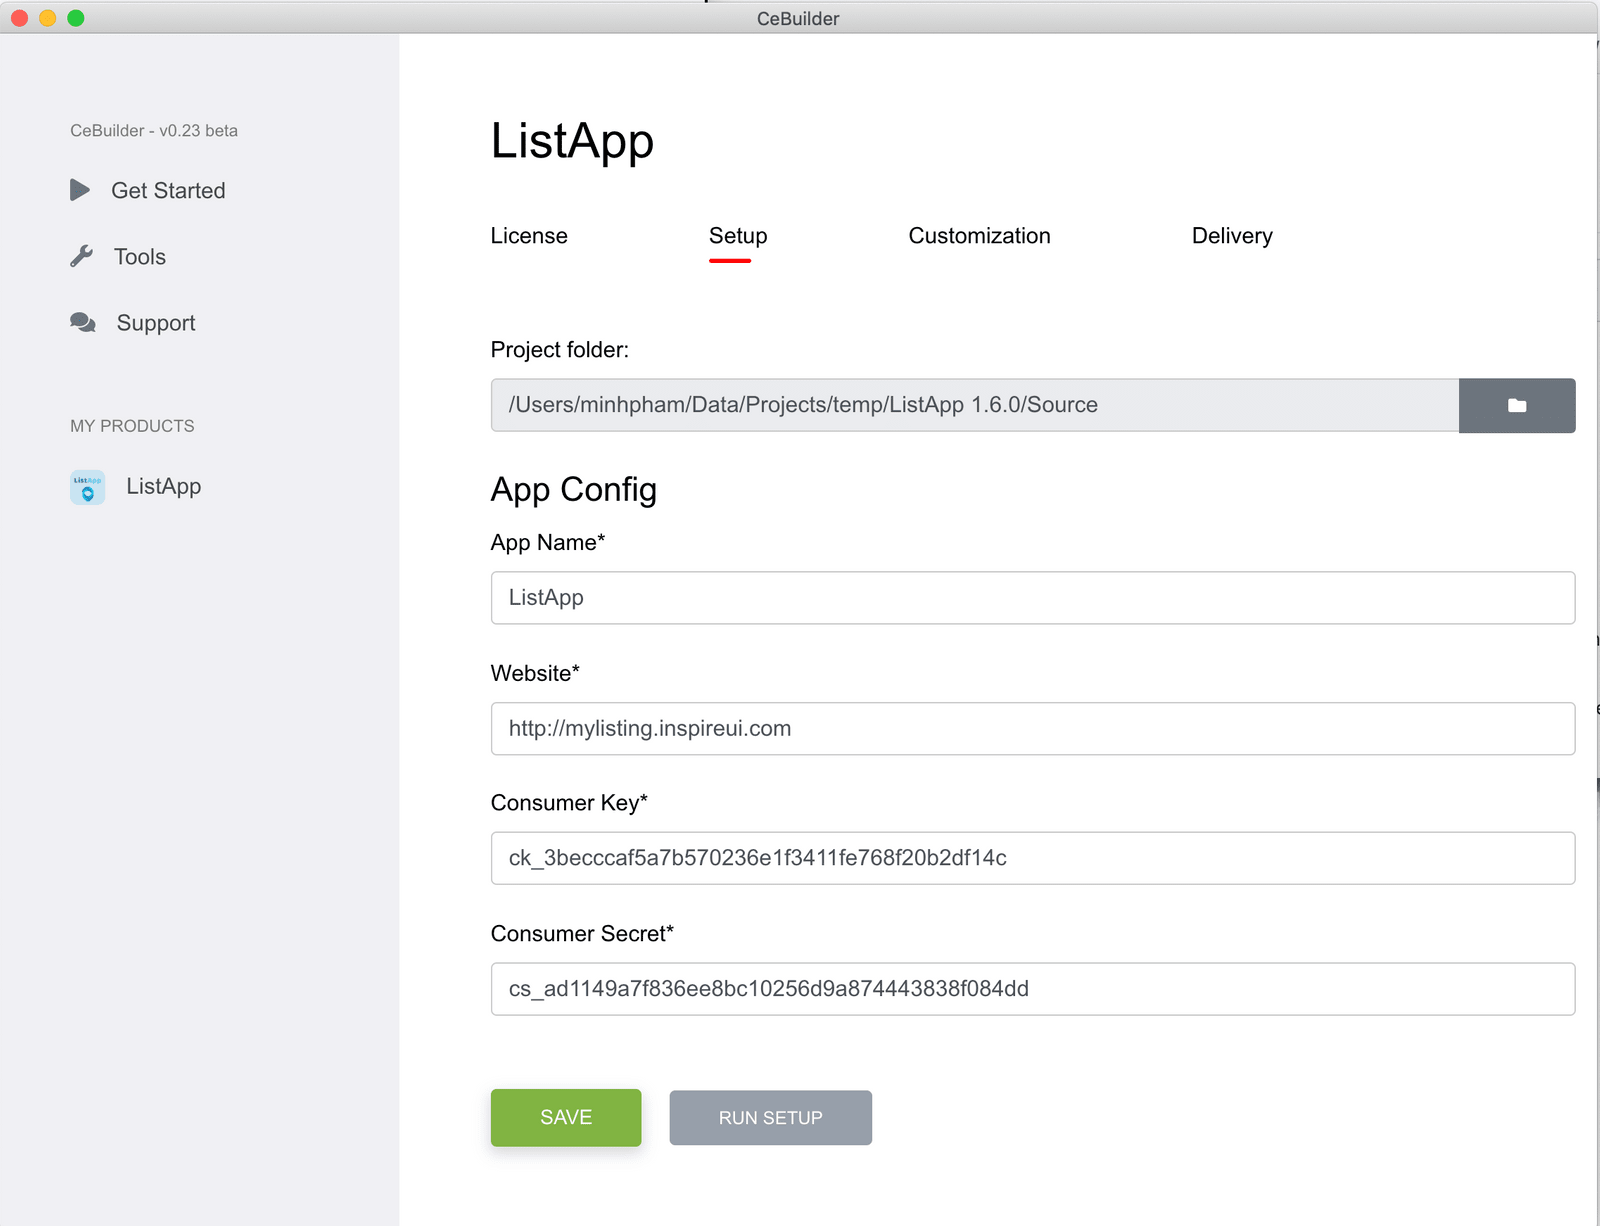 CeBuilder
CeBuilder - v0.23 beta
Get Started
Tools
Support
MY PRODUCTS
ListApp
ListApp
ListApp
License Setup Customization Delivery
Project folder:
/Users/minhpham/Data/Projects/temp/ListApp 1.6.0/Source
App Config
App Name*
ListApp
Website*
http://mylisting.inspireui.com
Consumer Key*
ck_3becccaf5a7b570236e1f3411fe768f20b2df14c
Consumer Secret*
cs_ad1149a7f836ee8bc10256d9a874443838f084dd
SAVE RUN SETUP